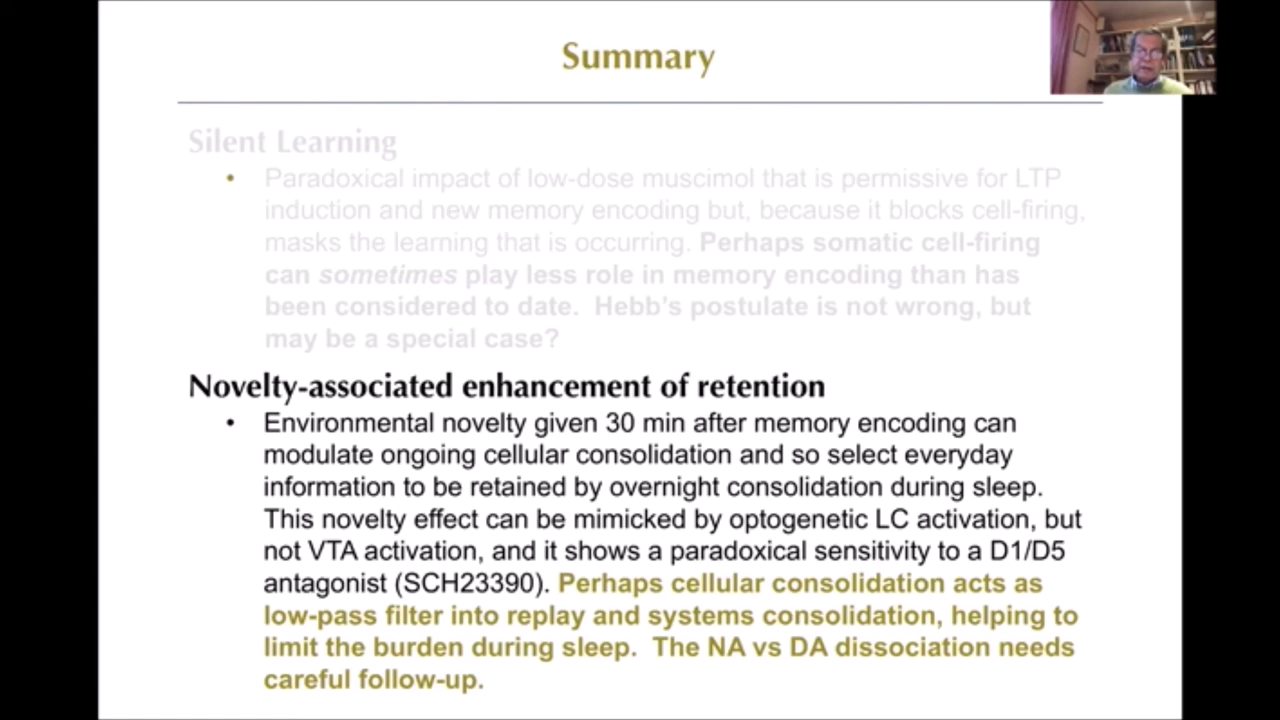 Summary
Silent Learning
• Paradoxical impact of low-dose muscimol that is permissive for LTP
induction and new memory encoding but, because it blocks cell-firing,
masks the learning that is occurring. Perhaps somatic cell-firing
can sometimes play less role in memory encoding than has
been considered to date. Hebb's postulate is not wrong, but
may be a special case?
Novelty-associated enhancement of retention
• Environmental novelty given 30 min after memory encoding can
modulate ongoing cellular consolidation and so select everyday
information to be retained by overnight consolidation during sleep.
This novelty effect can be mimicked by optogenetic LC activation, but
not VTA activation, and it shows a paradoxical sensitivity to a D1/D5
antagonist (SCH23390). Perhaps cellular consolidation acts as
low-pass filter into replay and systems consolidation, helping to
limit the burden during sleep. The NA vs DA dissociation needs
careful follow-up.